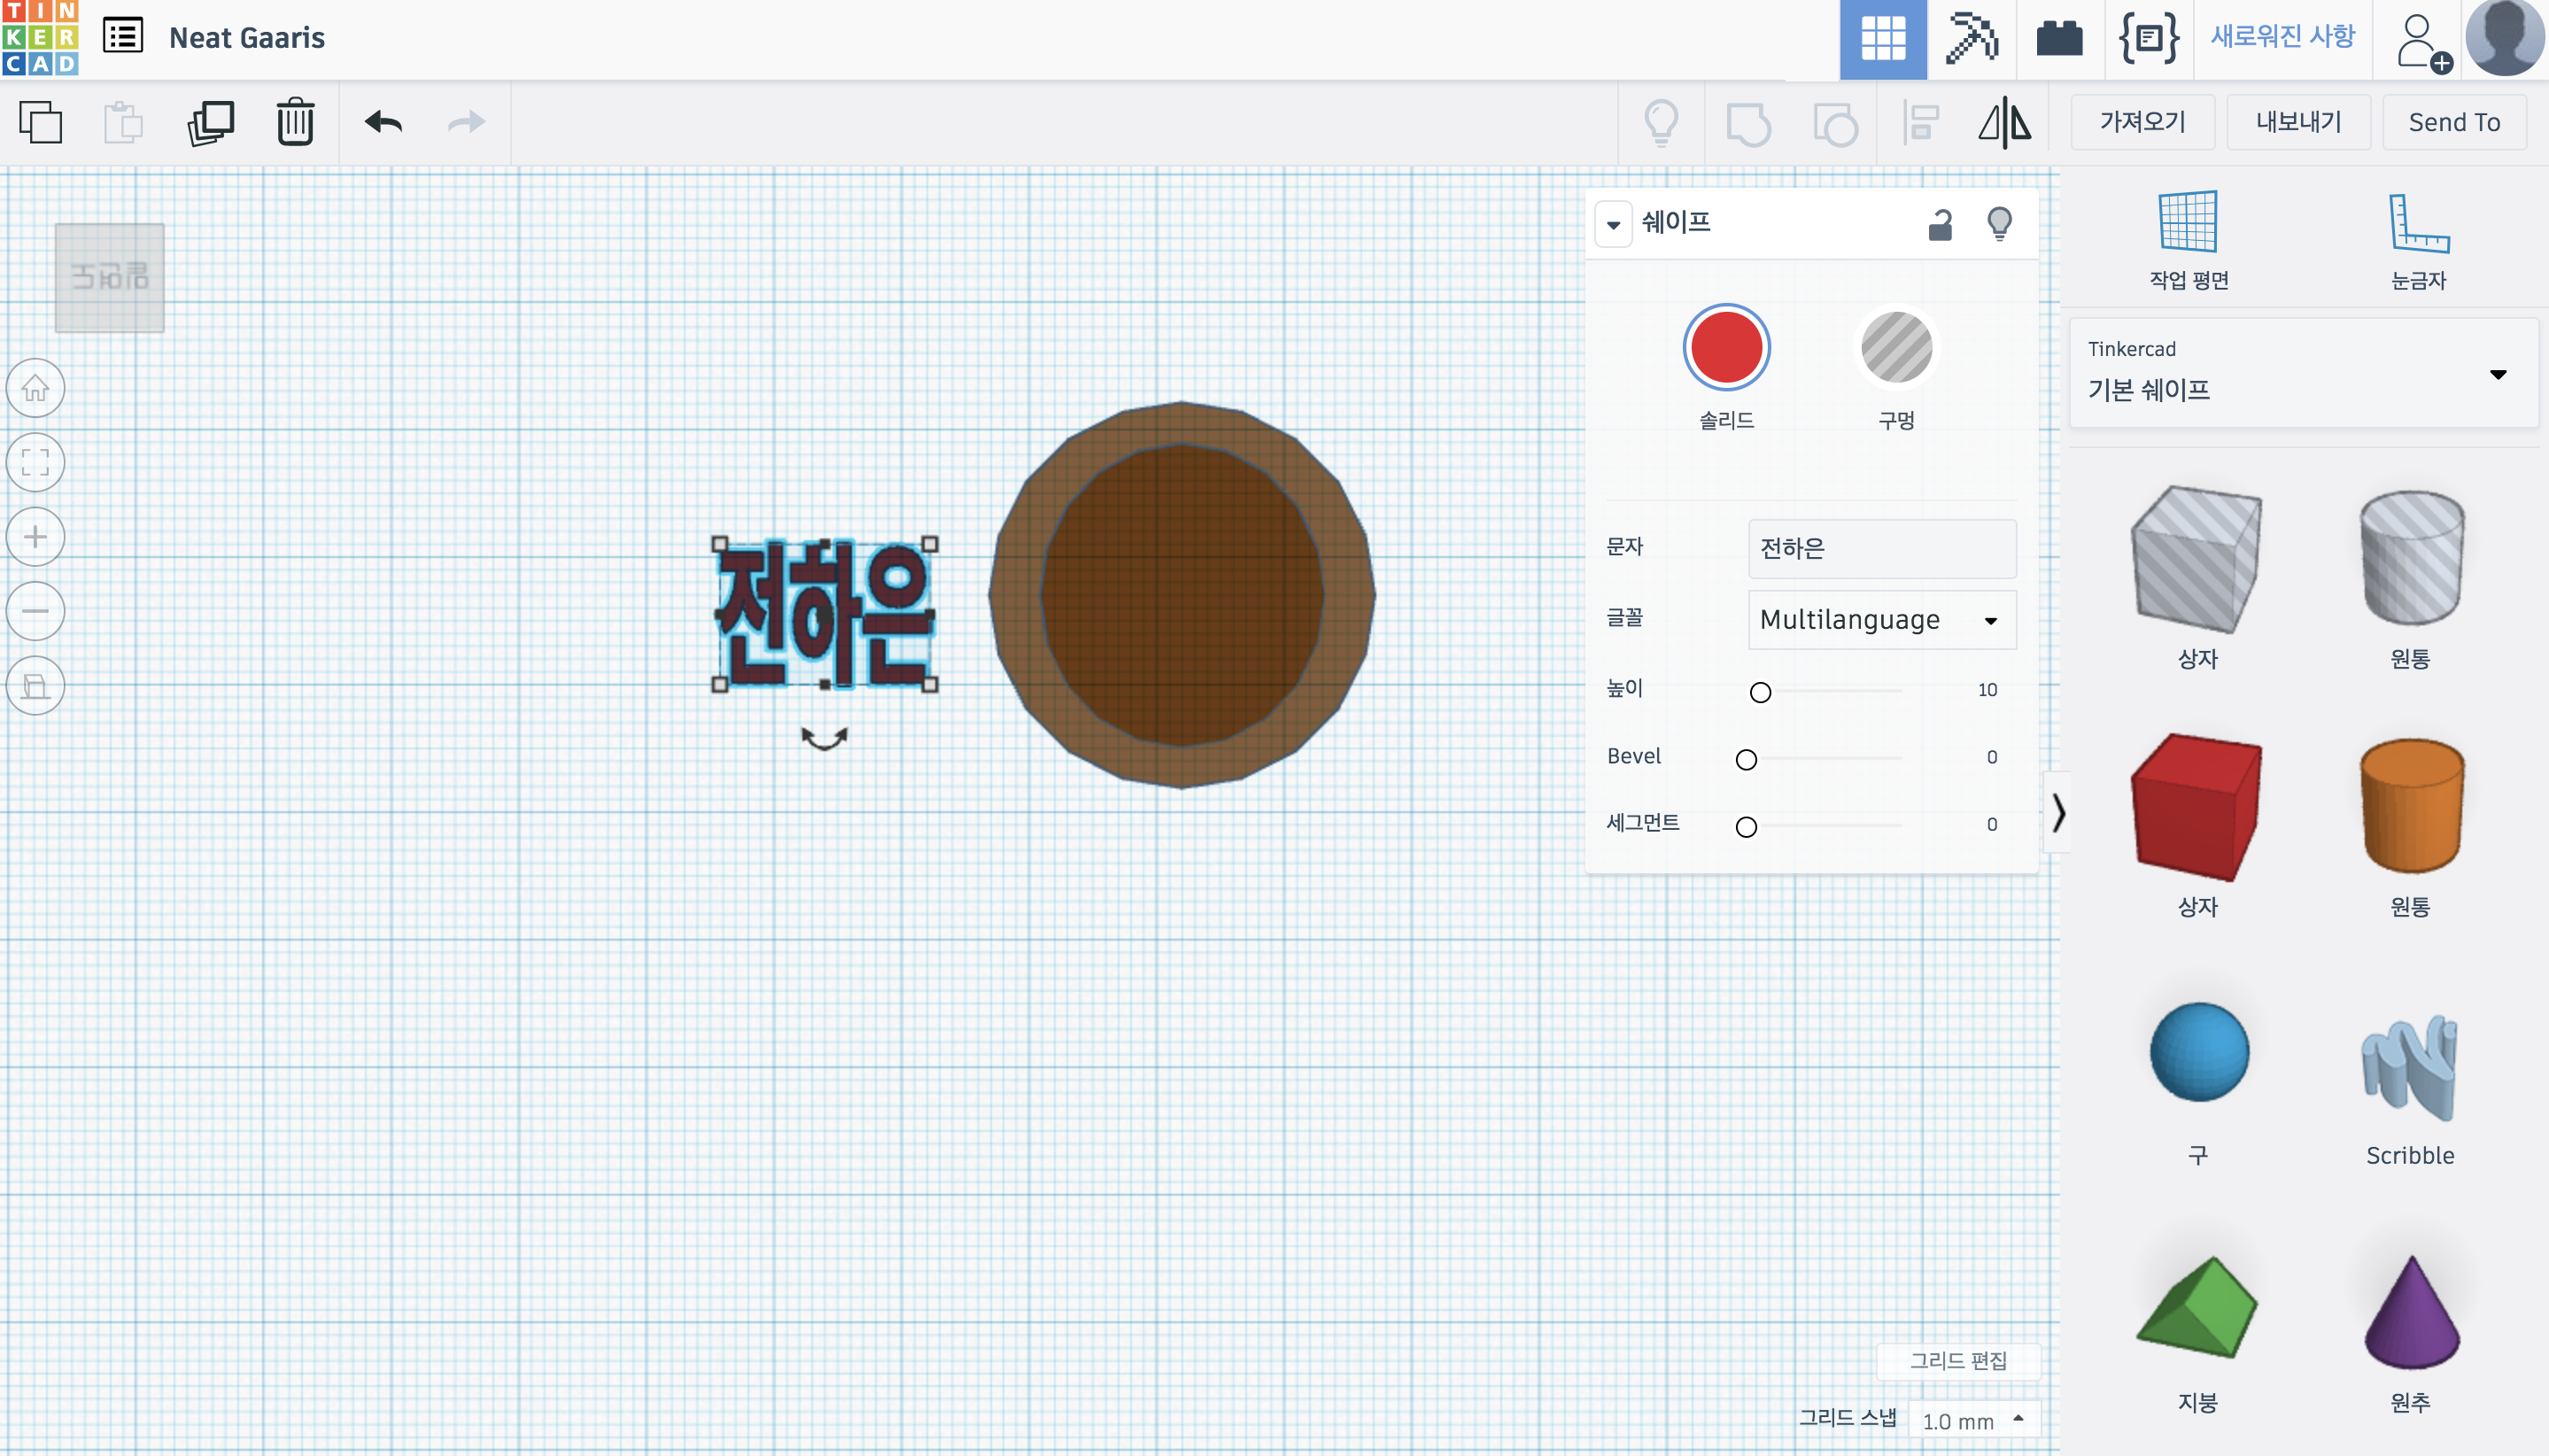 TIN
KER
CAD
Neat Gaaris
새로워진 사항
가져오기
내보내기
Send To
쉐이프
솔리드
구멍
문자
전하은
글꼴
Multilanguage
높이
10
Bevel
0
세그먼트
0
전하은
작업 평면
눈금자
Tinkercad
기본 쉐이프
상자
원통
상자
원통
구
Scribble
지붕
원추
그리드 편집
그리드 스냅
1.0 mm